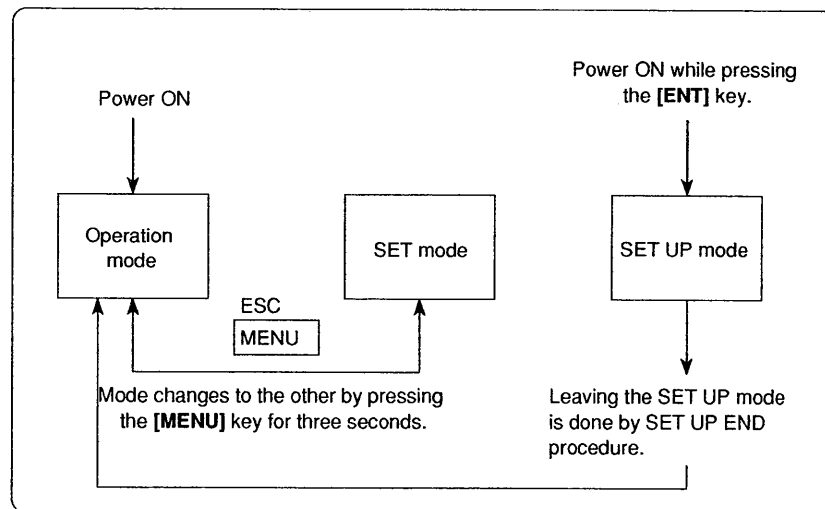 Power ON
Power ON while pressing
the [ENT] key.
Operation
mode
SET mode
SET UP mode
ESC
MENU
Mode changes to the other by pressing
the [MENU] key for three seconds.
Leaving the SET UP mode
is done by SET UP END
procedure.